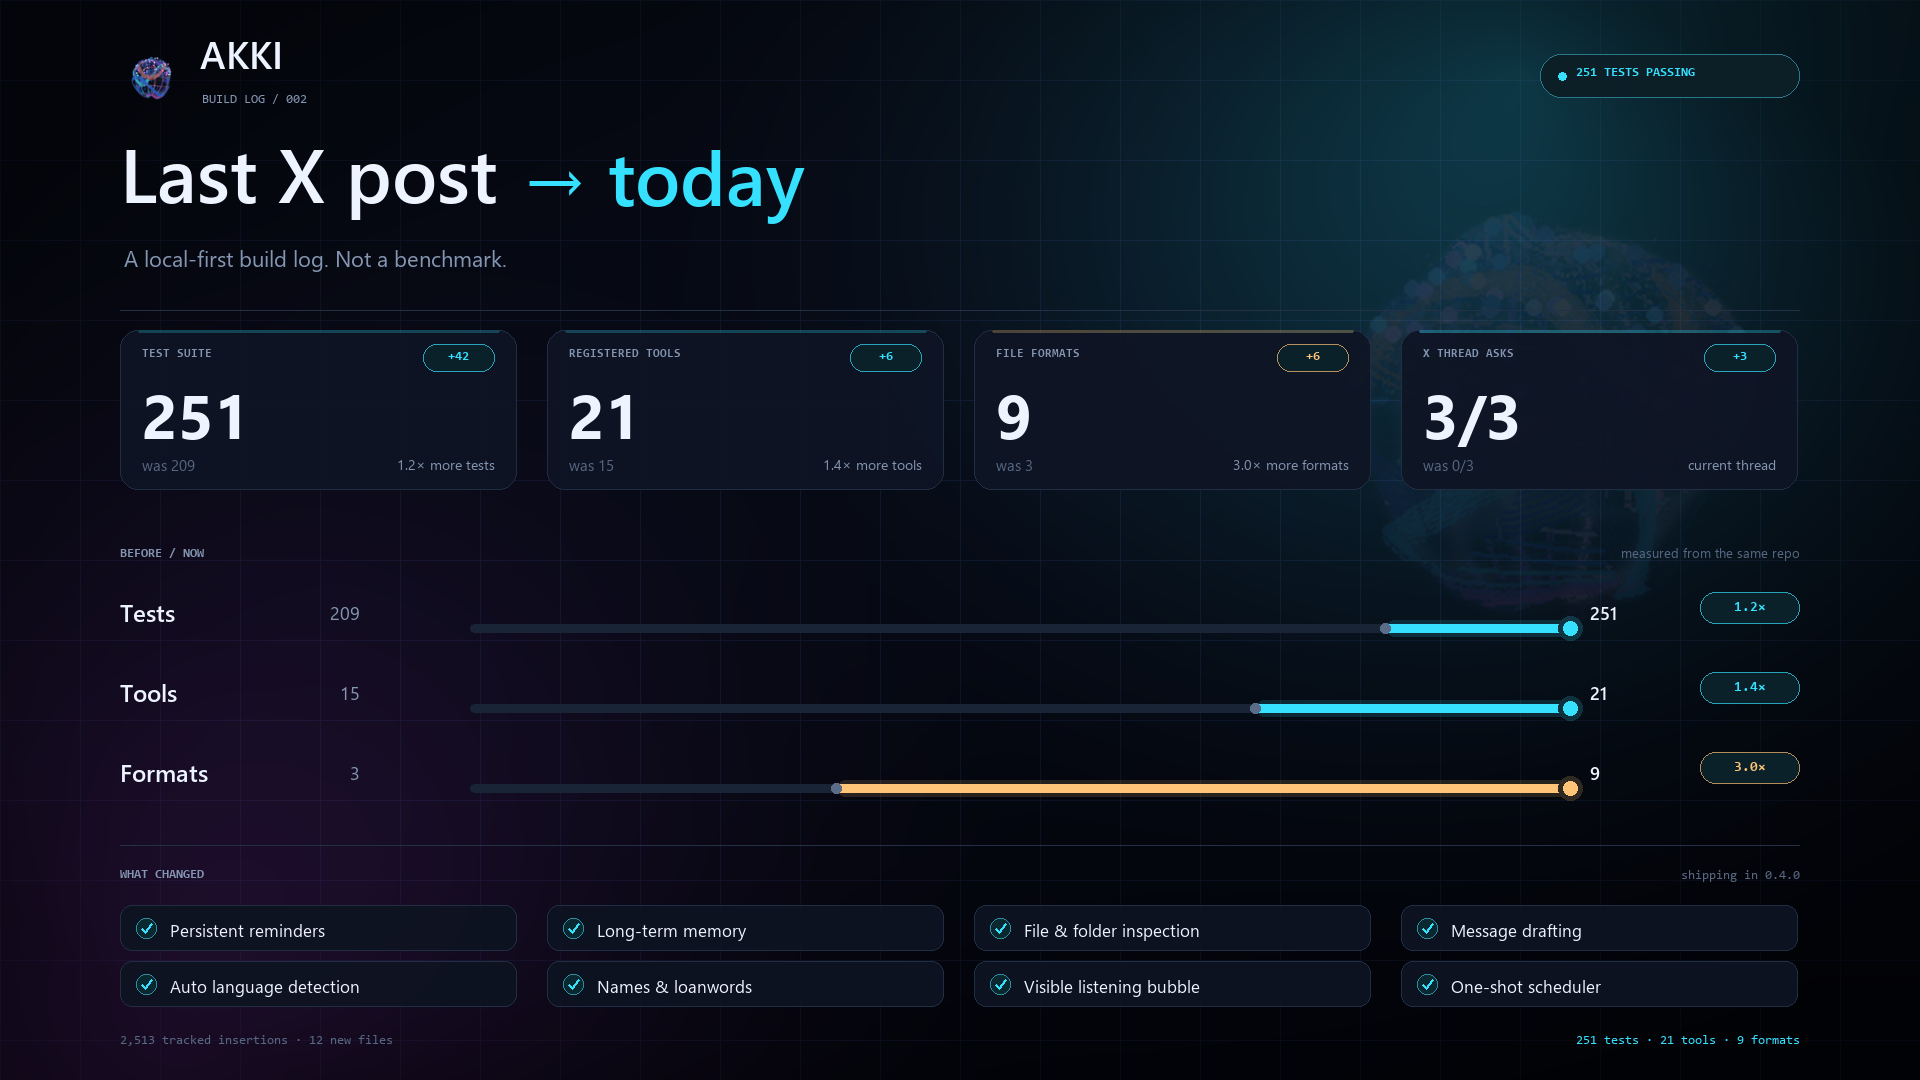 AKKI
BUILD LOG / 002
251 TESTS PASSING
Last X post → today
A local-first build log. Not a benchmark.
TEST SUITE
+42
251
was 209
1.2× more tests
REGISTERED TOOLS
+6
21
was 15
1.4× more tools
FILE FORMATS
+6
9
was 3
3.0× more formats
X THREAD ASKS
+3
3/3
was 0/3
current thread
BEFORE / NOW
measured from the same repo
Tests 209 251 1.2×
Tools 15 21 1.4×
Formats 3 9 3.0×
WHAT CHANGED
shipping in 0.4.0
Persistent reminders
Long-term memory
File & folder inspection
Message drafting
Auto language detection
Names & loanwords
Visible listening bubble
One-shot scheduler
2,513 tracked insertions · 12 new files
251 tests · 21 tools · 9 formats